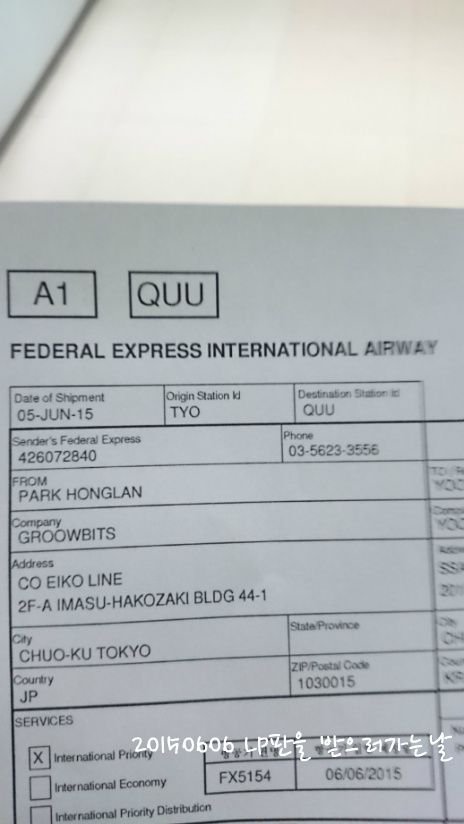 A1 QUU
FEDERAL EXPRESS INTERNATIONAL AIRWAY
Date of Shipment Origin Station Id Destination Station Id
05-JUN-15 TYO QUU
Sender's Federal Express Phone
426072840 03-5623-3556
FROM
PARK HONGLAN
Company
GROOWBITS
Address
CO EIKO LINE
2F-A IMASU-HAKOZAKI BLDG 44-1
City State/Province
CHUO-KU TOKYO
Country ZIP/Postal Code
JP 1030015
SERVICES
20150606 LP판을 받으러가는날
X International Priority
FX5154 06/06/2015
International Economy
International Priority Distribution